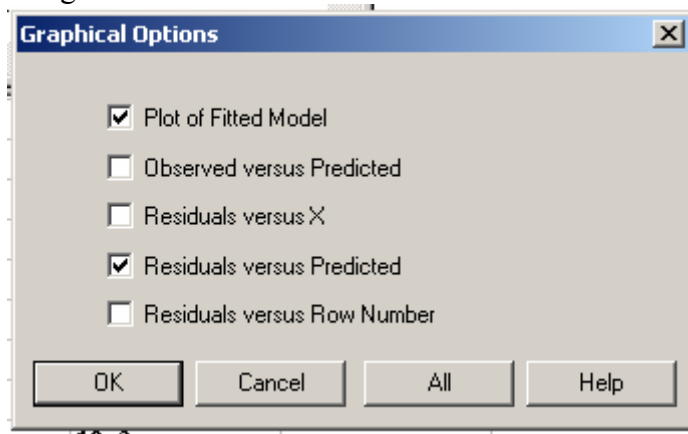 Graphical Options
Plot of Fitted Model
Observed versus Predicted
Residuals versus X
Residuals versus Predicted
Residuals versus Row Number
OK Cancel All Help